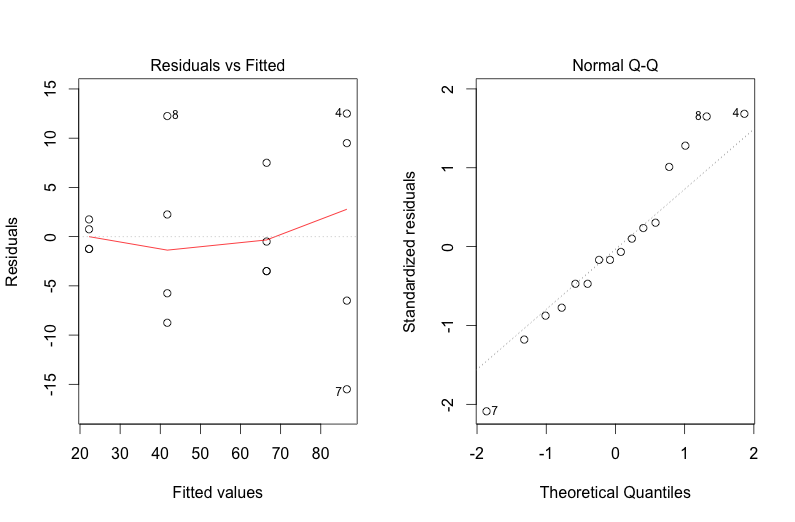 Residuals vs Fitted
15
10
5
0
-5
-10
-15
20 30 40 50 60 70 80
Residuals
Fitted values
8
4
7
Normal Q-Q
2
1
0
-1
-2
-2 -1 0 1 2
Standardized residuals
Theoretical Quantiles
8
4
7